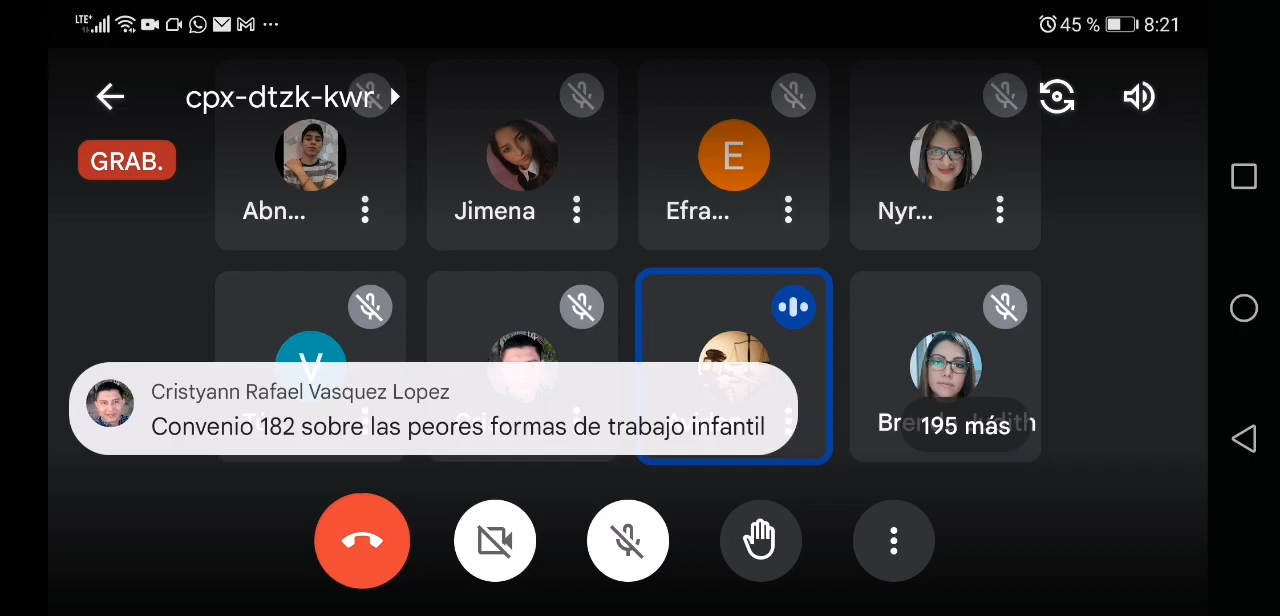 LTE+ 45 % 8:21
cpx-dtzk-kwr
GRAB.
Abn... Jimena Efra... Nyr...
E
V
Cristyann Rafael Vasquez Lopez
Convenio 182 sobre las peores formas de trabajo infantil
195 más